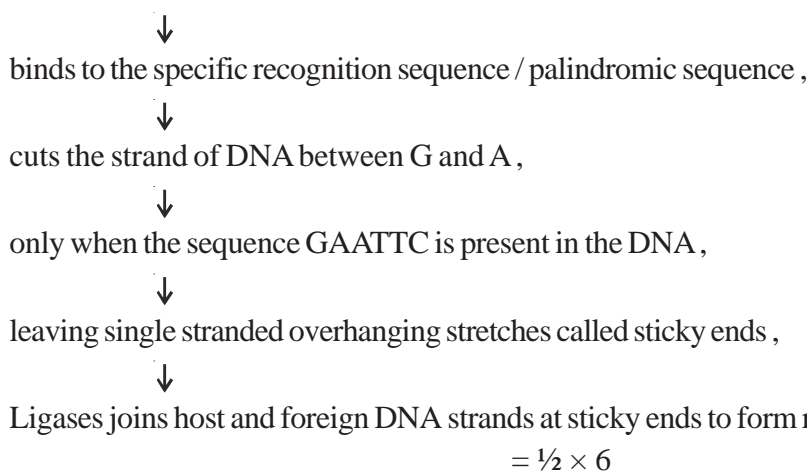 ↓
binds to the specific recognition sequence / palindromic sequence ,
↓
cuts the strand of DNA between G and A ,
↓
only when the sequence GAATTC is present in the DNA ,
↓
leaving single stranded overhanging stretches called sticky ends ,
↓
Ligases joins host and foreign DNA strands at sticky ends to form
= ½ × 6